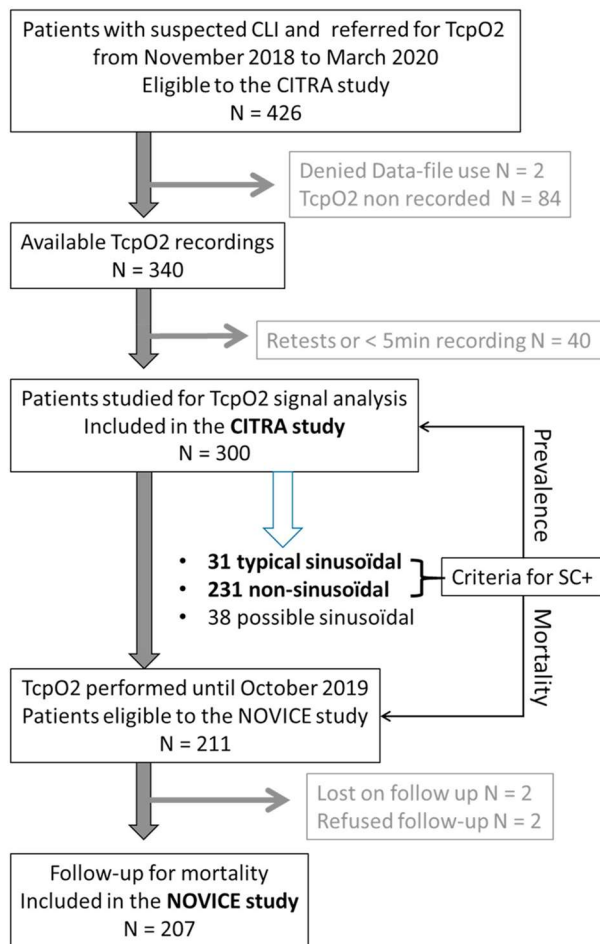 Patients with suspected CLI and  referred for TcpO2
from November 2018 to March 2020
Eligible to the CITRA study
N = 426
Denied Data-file use N = 2
TcpO2 non recorded  N = 84
Available TcpO2 recordings
N = 340
Retests or < 5min recording N = 40
Patients studied for TcpO2 signal analysis
Included in the CITRA study
N = 300
Prevalence
• 31 typical sinusoïdal
• 231 non-sinusoïdal
• 38 possible sinusoïdal
Criteria for SC+
Mortality
TcpO2 performed until October 2019
Patients eligible to the NOVICE study
N = 211
Lost on follow up N = 2
Refused follow-up N = 2
Follow-up for mortality
Included in the NOVICE study
N = 207